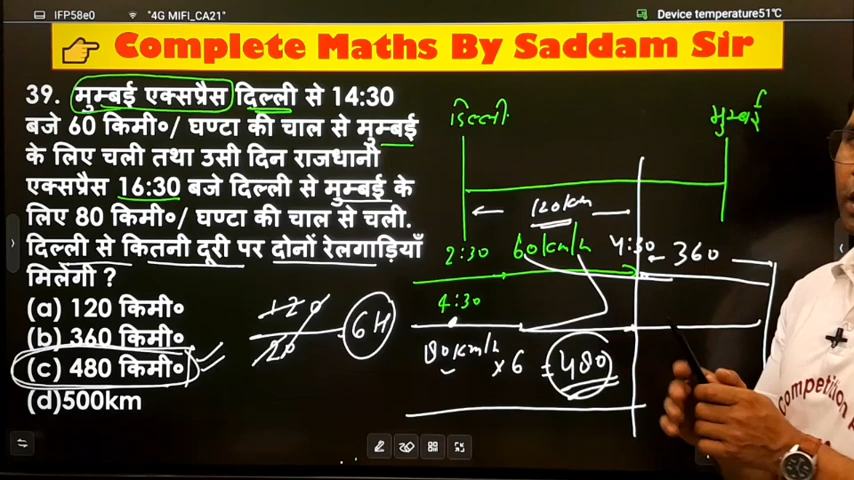 IFP58e0
"4G MIFI_CA21"
Device temperature51℃
Complete Maths By Saddam Sir
39. मुम्बई एक्सप्रैस दिल्ली से 14:30
बजे 60 किमी०/ घण्टा की चाल से मुम्बई
के लिए चली तथा उसी दिन राजधानी
एक्सप्रैस 16:30 बजे दिल्ली से मुम्बई के
लिए 80 किमी०/ घण्टा की चाल से चली.
दिल्ली से कितनी दूरी पर दोनों रेलगाड़ियाँ
मिलेंगी ?
(a) 120 किमी०
(b) 360 किमी०
(c) 480 किमी०
(d)500km
दिल्ली
मुम्बई
120km
2:30
60km/h
4:30
360
4:30
80km/h
×6
=480
120
20
6H
Competition